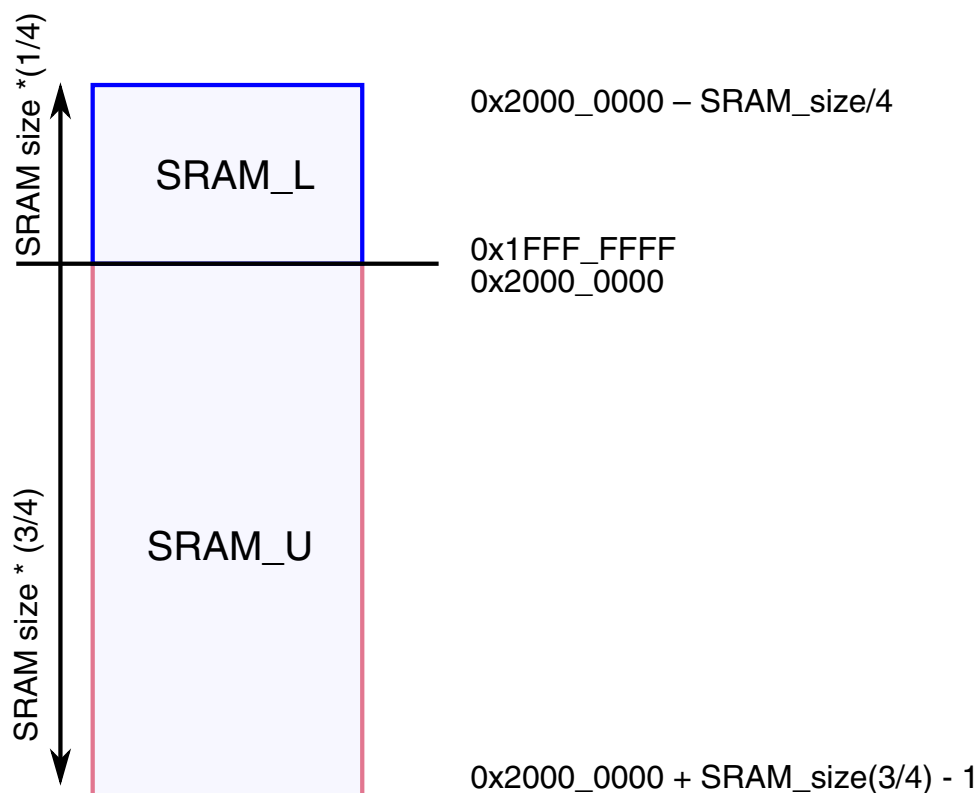 SRAM size *(1/4)
0x2000_0000 – SRAM_size/4
SRAM_L
0x1FFF_FFFF
0x2000_0000
SRAM size * (3/4)
SRAM_U
0x2000_0000 + SRAM_size(3/4) - 1